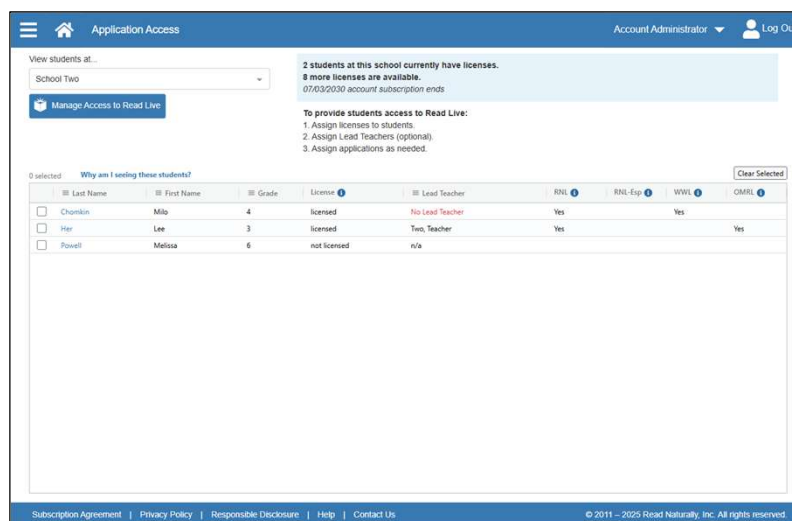 Application Access
Account Administrator
Log Ou
View students at...
School Two
Manage Access to Read Live
2 students at this school currently have licenses.
8 more licenses are available.
07/03/2030 account subscription ends
To provide students access to Read Live:
1. Assign licenses to students.
2. Assign Lead Teachers (optional).
3. Assign applications as needed.
0 selected Why am I seeing these students? Clear Selected
Last Name First Name Grade License Lead Teacher RNL RNL-Esp WWL OMRL
Chomkin Milo 4 licensed No Lead Teacher Yes Yes
Her Lee 3 licensed Two, Teacher Yes Yes
Powell Melissa 6 not licensed n/a
Subscription Agreement | Privacy Policy | Responsible Disclosure | Help | Contact Us © 2011 – 2025 Read Naturally, Inc. All rights reserved.